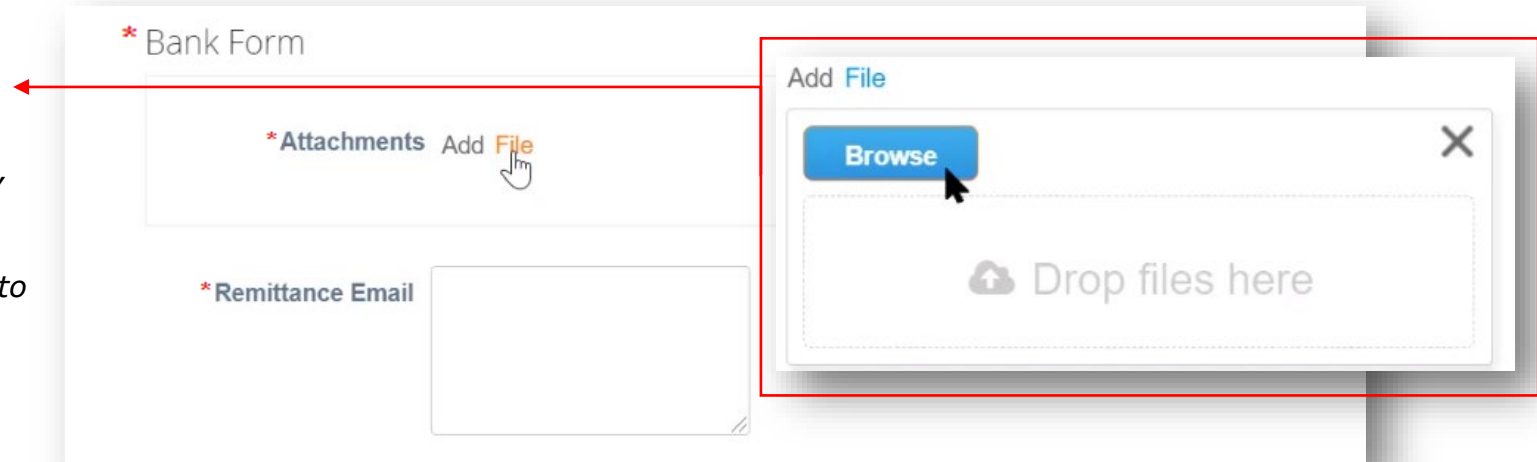 * Bank Form
* Attachments Add File
* Remittance Email
Add File
Browse
Drop files here
to